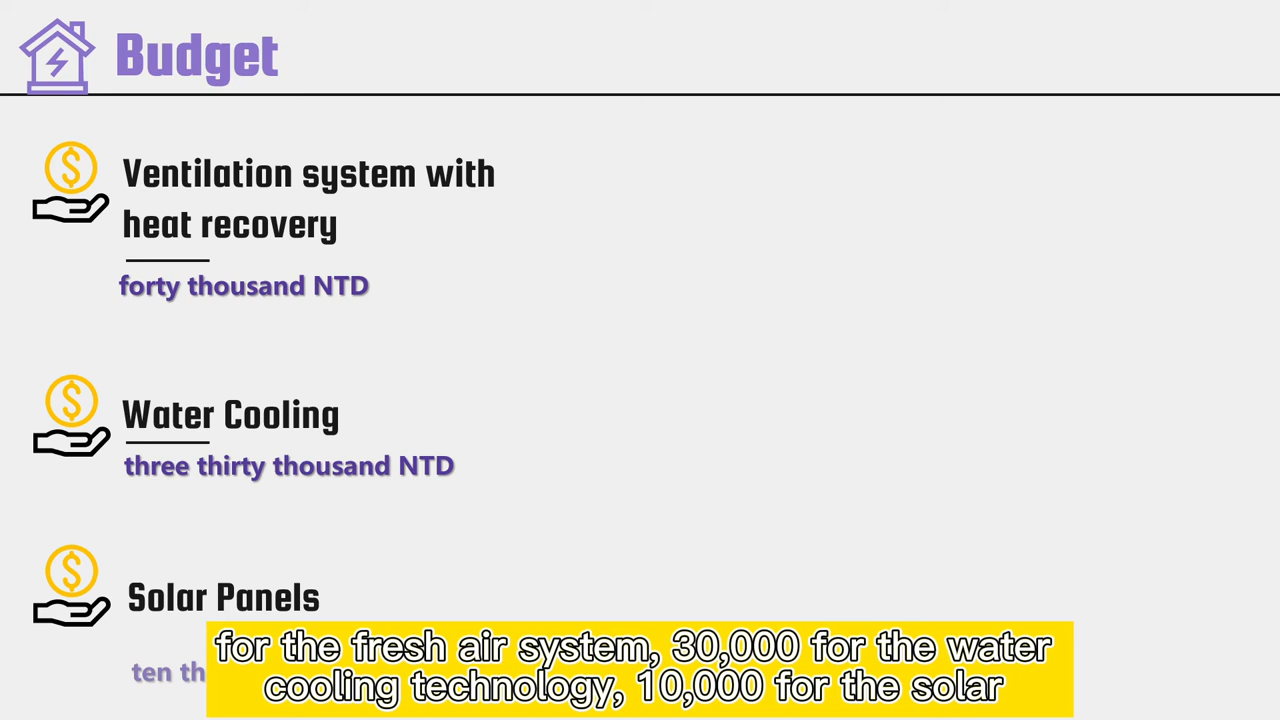 Budget
Ventilation system with
heat recovery
forty thousand NTD
Water Cooling
three thirty thousand NTD
Solar Panels
ten th
for the fresh air system, 30,000 for the water
cooling technology, 10,000 for the solar